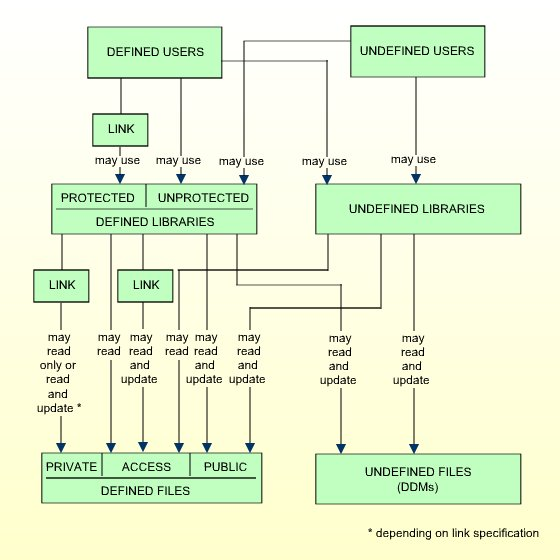 DEFINED USERS
UNDEFINED USERS
LINK
may use
may use
may use
may use
may use
PROTECTED
UNPROTECTED
DEFINED LIBRARIES
UNDEFINED LIBRARIES
LINK
LINK
may
read
only or
read
and
update *
may
read
may
read
and
update
may
read
may
read
and
update
may
read
and
update
may
read
and
update
may
read
and
update
PRIVATE
ACCESS
PUBLIC
DEFINED FILES
UNDEFINED FILES
(DDMs)
* depending on link specification